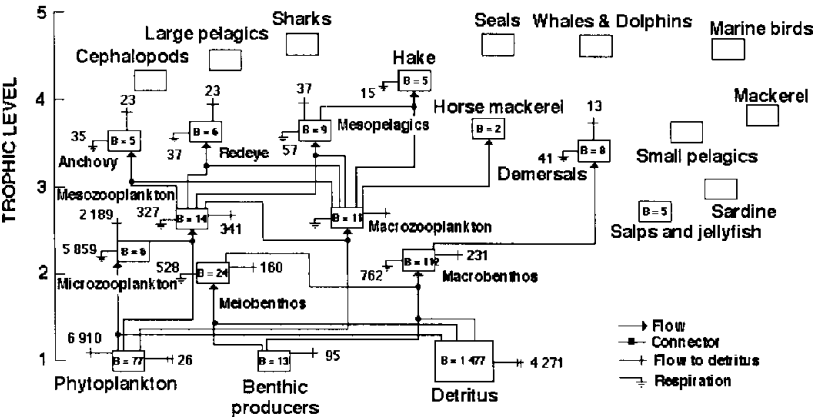 5
Sharks
Seals
Whales & Dolphins
Large pelagics
Marine birds
Cephalopods
Hake
B = 5
15
4
23
23
37
Horse mackerel
13
Mackerel
TROPHIC LEVEL
35
B = 5
B = 6
B = 9
Mesopelagics
B = 2
B = 8
37
Redeye
57
Anchovy
41
Demersals
Small pelagics
3
Mesozooplankton
2 189
327
B = 14
341
B = 11
Macrozooplankton
B = 5
Sardine
Salps and jellyfish
5 859
2
528
B = 24
160
762
B = 112
231
Microzooplankton
Meiobenthos
Macrobenthos
6 910
1
B = 77
26
B = 13
95
B = 1 477
4 271
Phytoplankton
Benthic
producers
Detritus
Flow
Connector
Flow to detritus
Respiration